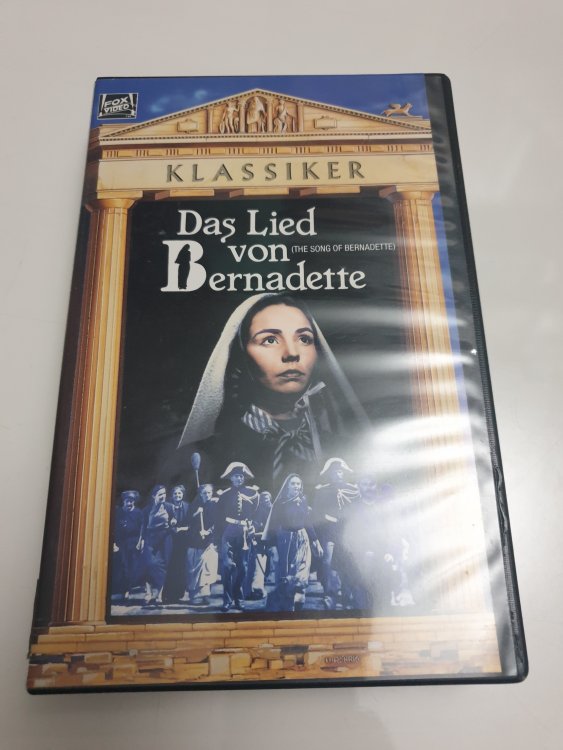 FOX
VIDEO
KLASSIKER
Das Lied
von
(THE SONG OF BERNADETTE)
Bernadette